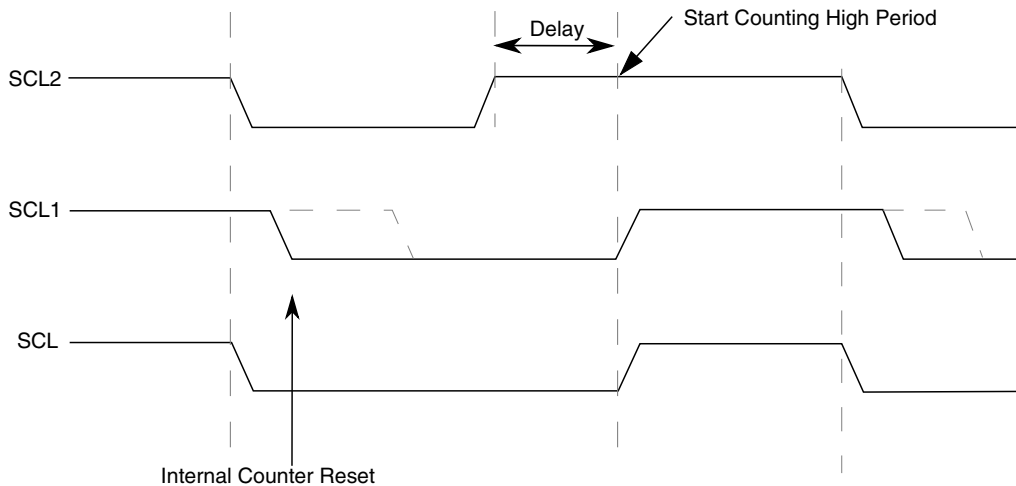 Delay
Start Counting High Period
SCL2
SCL1
SCL
Internal Counter Reset